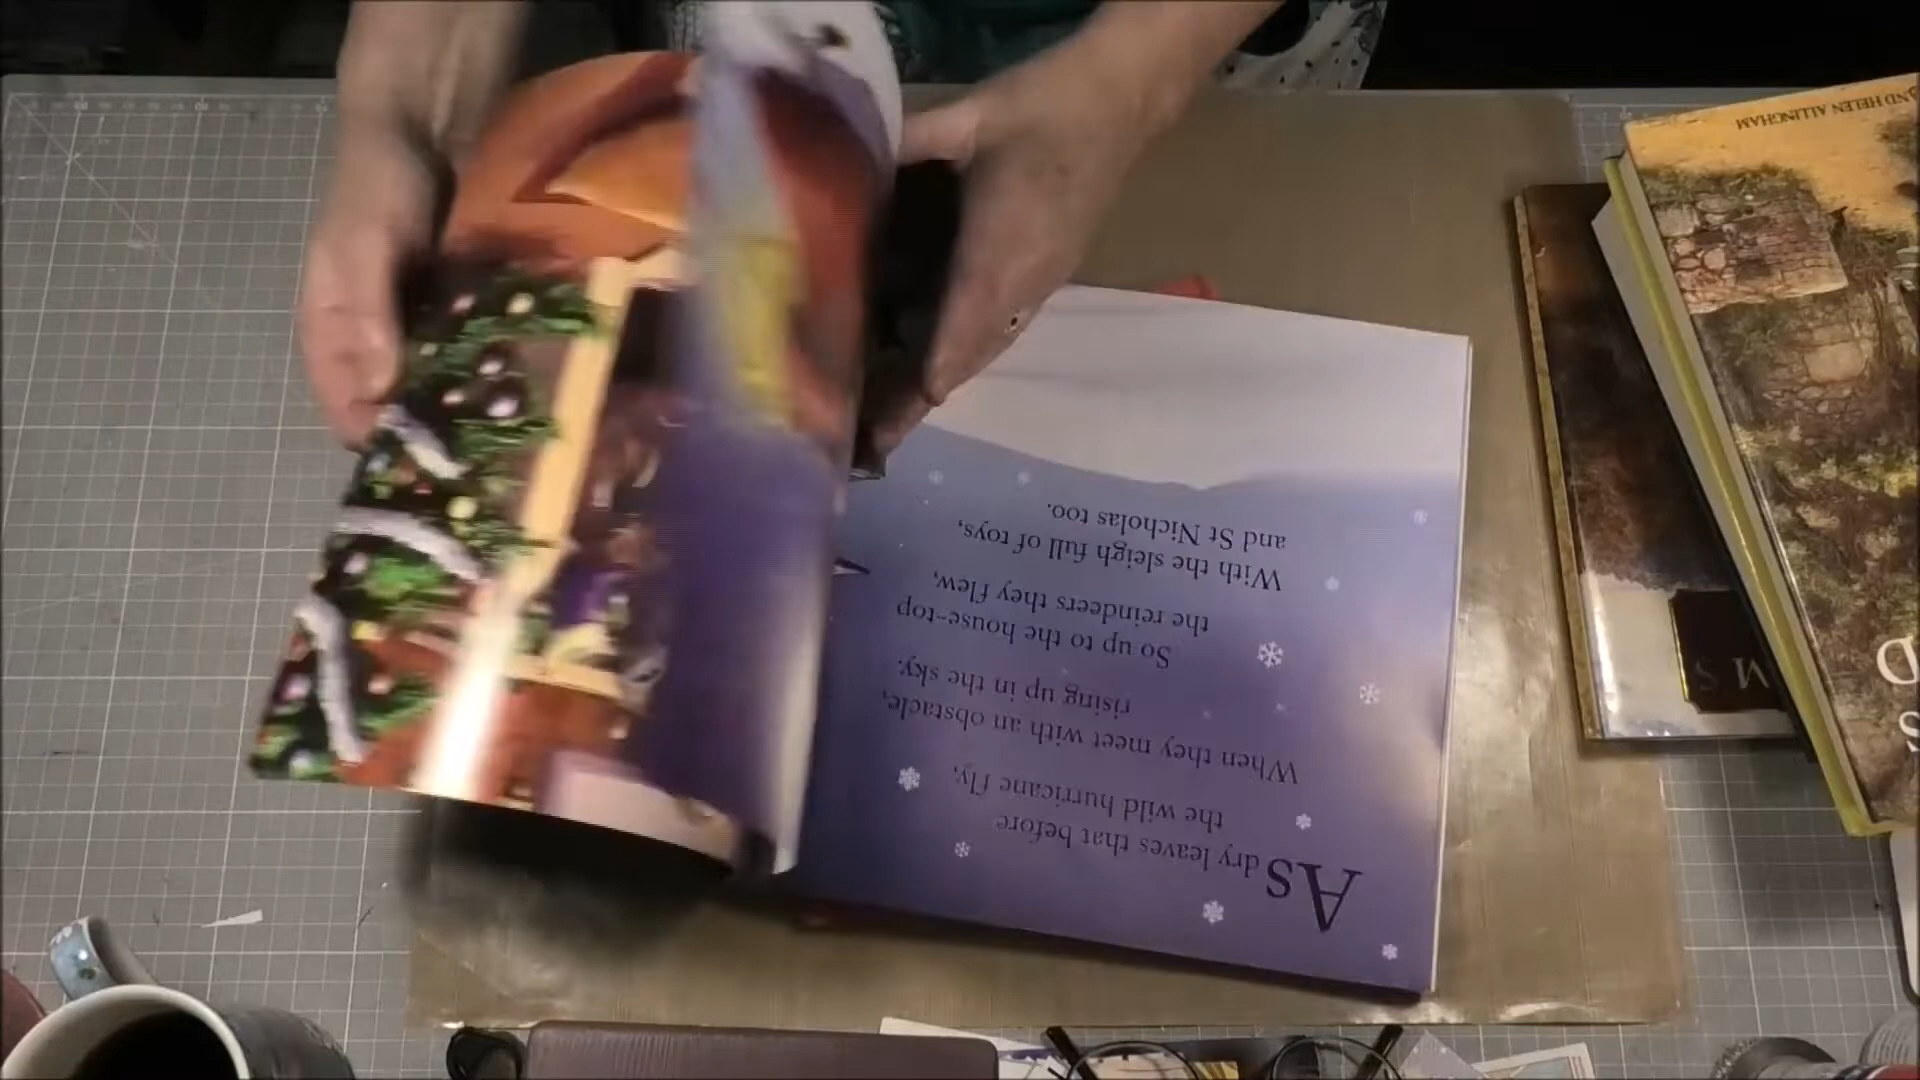 As dry leaves that before
the wild hurricane fly,
When they meet with an obstacle,
rising up in the sky.
So up to the house-top
the reindeers they flew,
With the sleigh full of toys,
and St Nicholas too.
HELEN ALLINGHAM